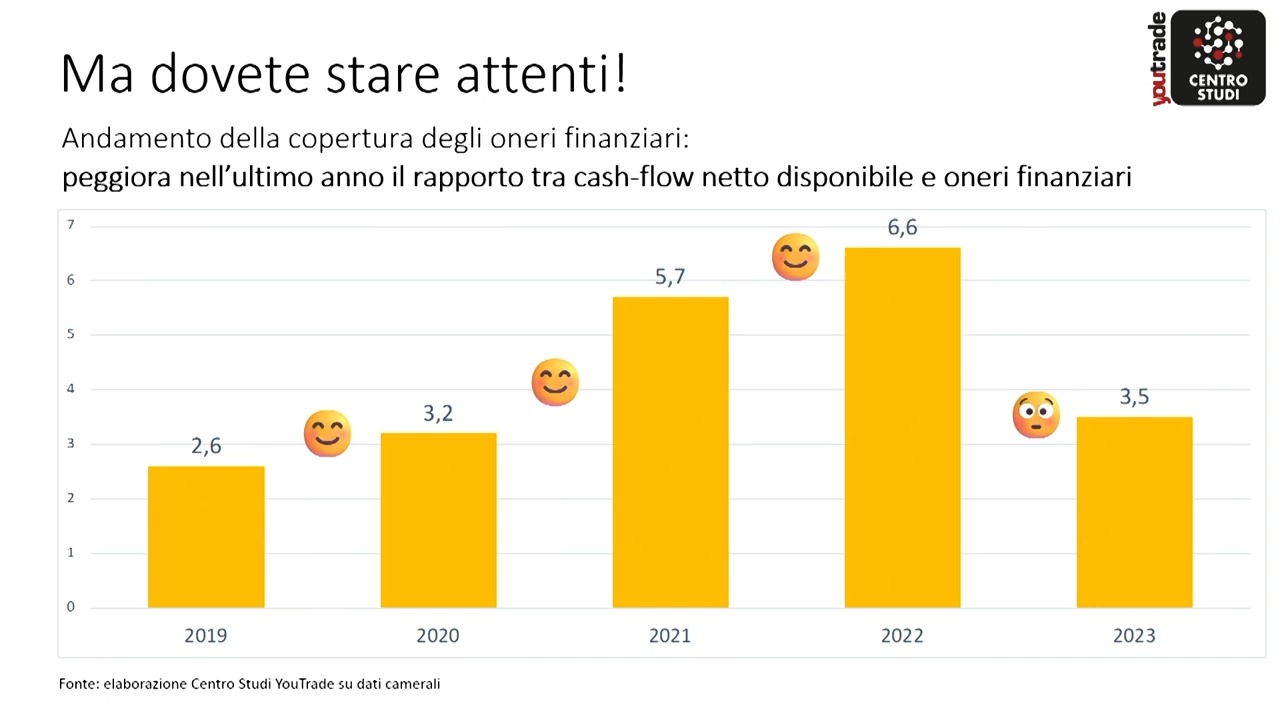 Ma dovete stare attenti!
youtrade
CENTRO
STUDI
Andamento della copertura degli oneri finanziari:
peggiora nell'ultimo anno il rapporto tra cash-flow netto disponibile e oneri finanziari
7
6
5
4
3
2
1
0
2,6
3,2
5,7
6,6
3,5
2019
2020
2021
2022
2023
Fonte: elaborazione Centro Studi YouTrade su dati camerali